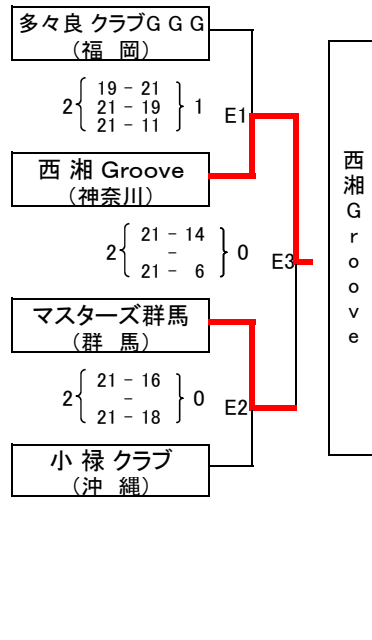 多々良 クラブG G G
(福　岡)
19 - 21
2{ 21 - 19 } 1
21 - 11
E1
西 湘 Groove
(神奈川)
21 - 14
2{ - } 0
21 - 6
E3
マスターズ群馬
(群　馬)
21 - 16
2{ - } 0
21 - 18
E2
小 禄 クラブ
(沖　縄)
西湘Groove